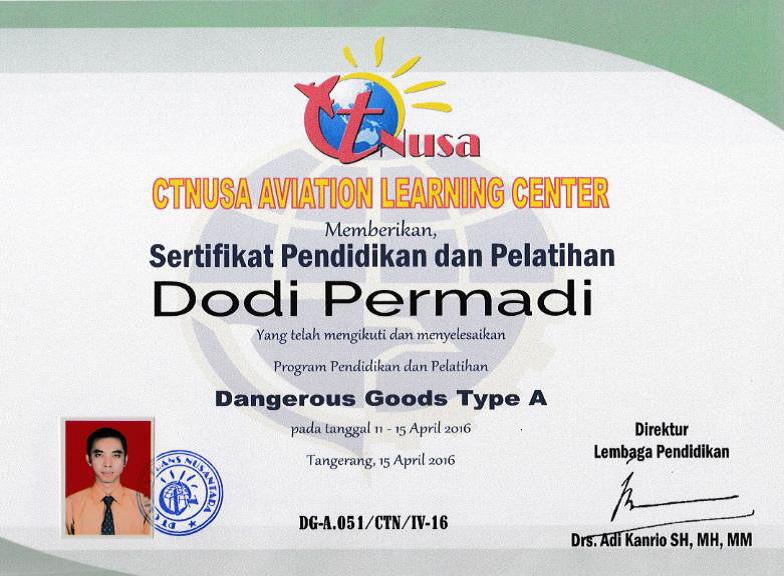 ctNusa
CTNUSA AVIATION LEARNING CENTER
Memberikan,
Sertifikat Pendidikan dan Pelatihan
Dodi Permadi
Yang telah mengikuti dan menyelesaikan
Program Pendidikan dan Pelatihan
Dangerous Goods Type A
pada tanggal 11 - 15 April 2016
Tangerang, 15 April 2016
DG-A.051/CTN/IV-16
Direktur
Lembaga Pendidikan
Drs. Adi Kanrio SH, MH, MM